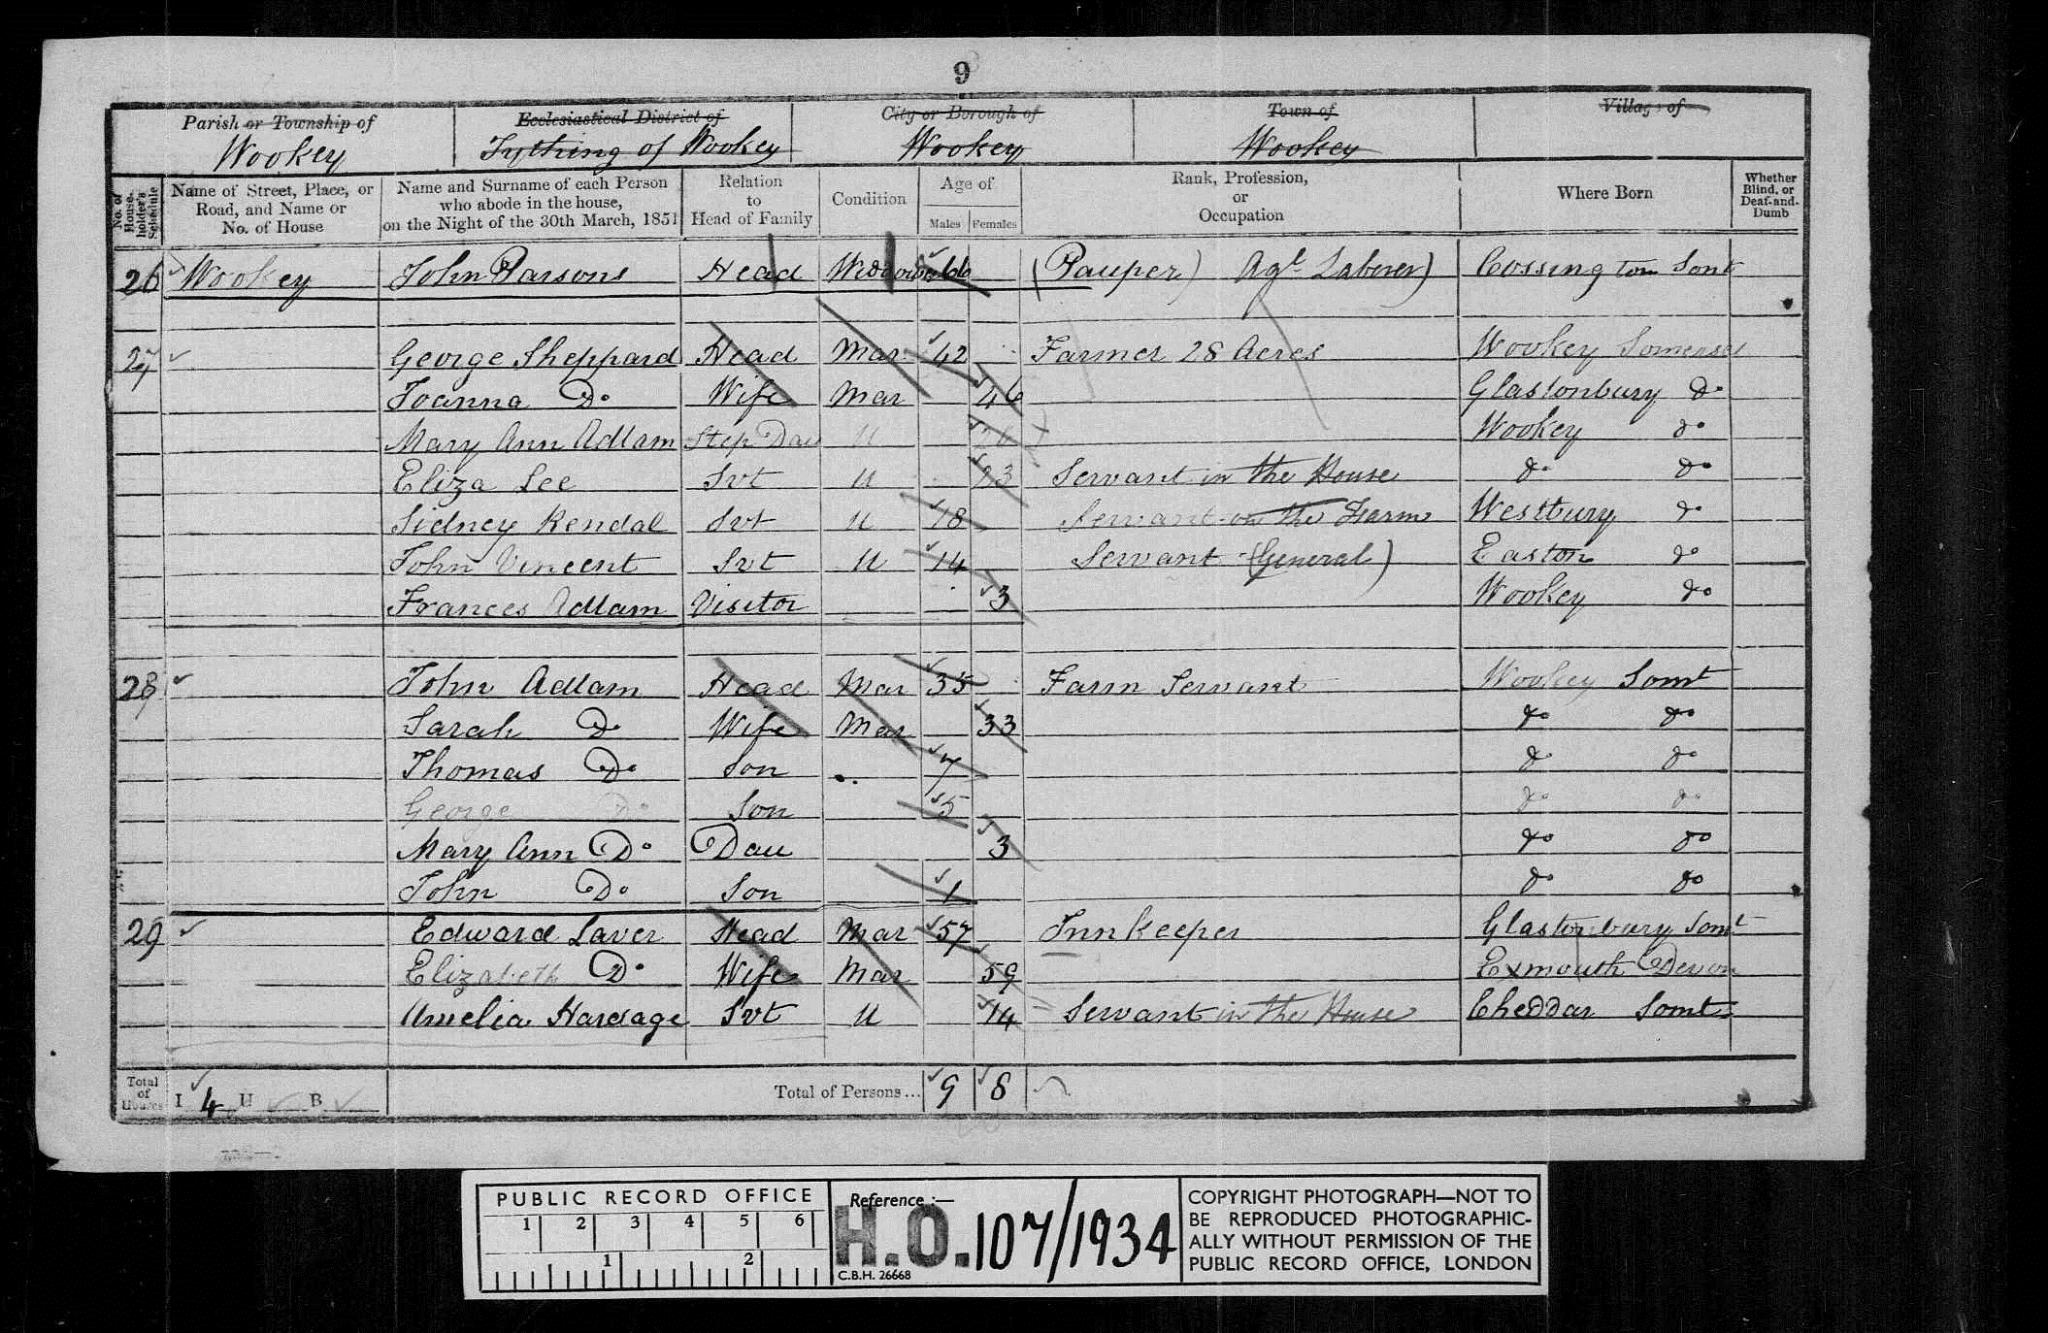 9
Parish or Township of Ecclesiastical District of City or Borough of Town of Village of
Wookey Tything of Wookey Wookey Wookey
No. of House-holder's Schedule Name of Street, Place, or Road, and Name or No. of House Name and Surname of each Person who abode in the house, on the Night of the 30th March, 1851 Relation to Head of Family Condition Age of Males Females Rank, Profession, or Occupation Where Born Whether Blind, or Deaf-and-Dumb
26 Wookey John Parsons Head Widower 66 (Pauper) Agl Laborer) Cossington Somt
27 George Sheppard Head Mar 42 Farmer 28 Acres Wookey Somerset
Joanna Do Wife Mar 46 Glastonbury do
Mary Ann Adlam Step Dau U Wookey do
Eliza Lee Svt U 23 Servant in the House do do
Sidney Kendal Svt U 18 Servant on the Farm Westbury do
John Vincent Svt U 14 Servant (General) Easton do
Frances Adlam Visitor 3 Wookey do
28 John Adlam Head Mar 35 Farm Servant Wookey Somt
Sarah Do Wife Mar 33 do do
Thomas Do Son 7 do do
George Do Son 5 do do
Mary Ann Do Dau 3 do do
John Do Son 1 do do
29 Edward Laver Head Mar 57 Innkeeper Glastonbury Somt
Elizabeth Do Wife Mar 59 Exmouth Devon
Amelia Hardage Svt U 14 Servant in the House Cheddar Somt
Total of Houses I 4 U B Total of Persons... 9 8
PUBLIC RECORD OFFICE
1 2 3 4 5 6
1 2
Reference :—
H.O. 107/1934
C.B.H. 26668
COPYRIGHT PHOTOGRAPH—NOT TO
BE REPRODUCED PHOTOGRAPHIC-
ALLY WITHOUT PERMISSION OF THE
PUBLIC RECORD OFFICE, LONDON